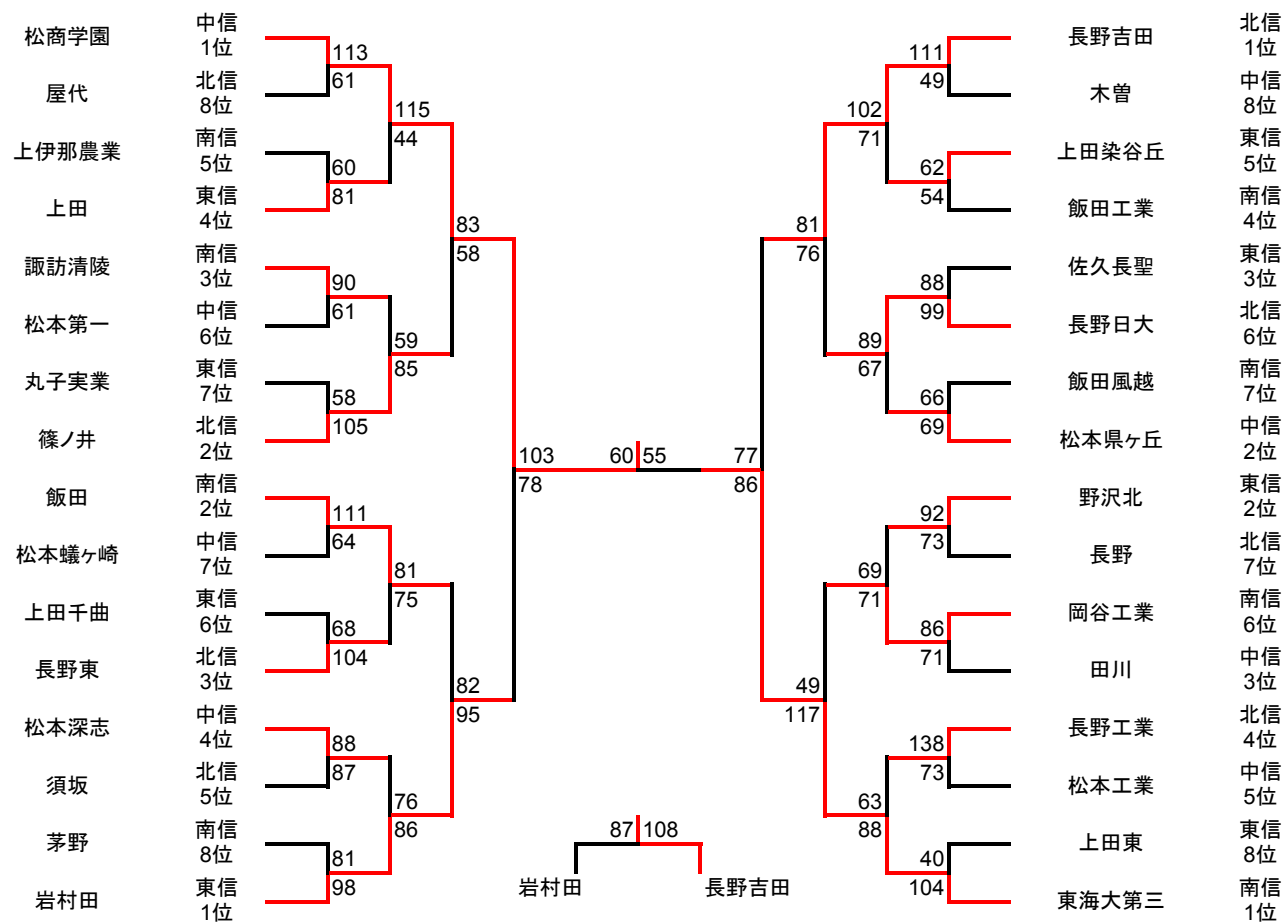 松商学園 中信 1位
屋代 北信 8位
上伊那農業 南信 5位
上田 東信 4位
諏訪清陵 南信 3位
松本第一 中信 6位
丸子実業 東信 7位
篠ノ井 北信 2位
飯田 南信 2位
松本蟻ヶ崎 中信 7位
上田千曲 東信 6位
長野東 北信 3位
松本深志 中信 4位
須坂 北信 5位
茅野 南信 8位
岩村田 東信 1位
113
61
60
81
90
61
58
105
111
64
68
104
88
87
81
98
115
44
59
85
81
75
76
86
83
58
82
95
103
78
60 55
77
86
81
76
49
117
102
71
89
67
69
71
63
88
111
49
62
54
88
99
66
69
92
73
86
71
138
73
40
104
長野吉田 北信 1位
木曽 中信 8位
上田染谷丘 東信 5位
飯田工業 南信 4位
佐久長聖 東信 3位
長野日大 北信 6位
飯田風越 南信 7位
松本県ヶ丘 中信 2位
野沢北 東信 2位
長野 北信 7位
岡谷工業 南信 6位
田川 中信 3位
長野工業 北信 4位
松本工業 中信 5位
上田東 東信 8位
東海大第三 南信 1位
87 108
岩村田 長野吉田